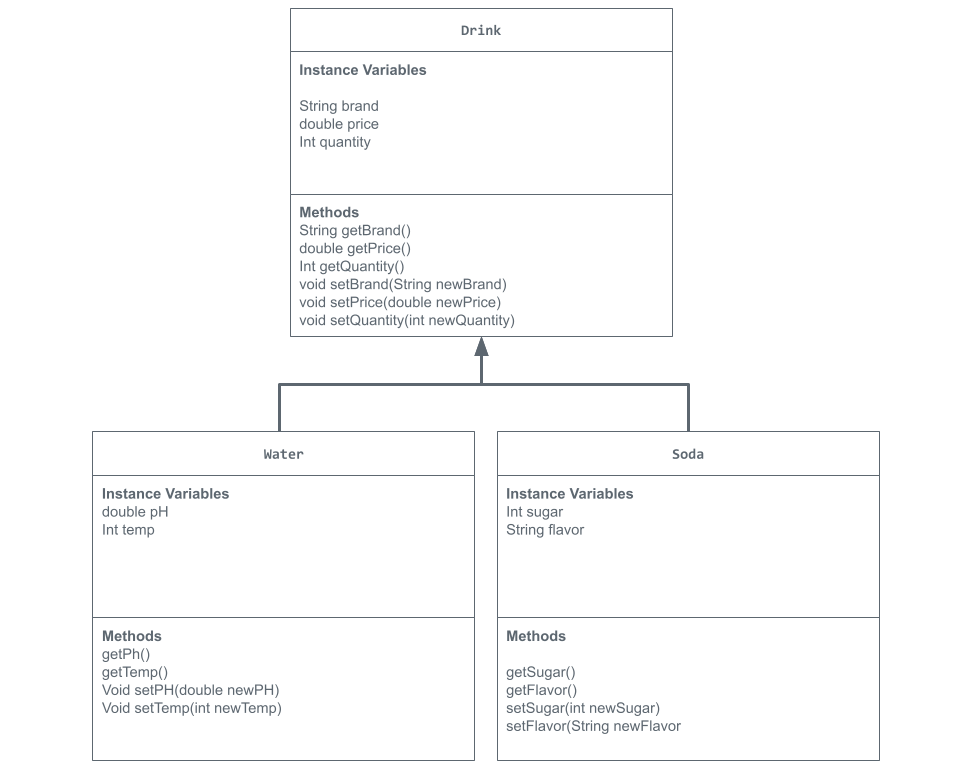 Drink
Instance Variables
String brand
double price
Int quantity
Methods
String getBrand()
double getPrice()
Int getQuantity()
void setBrand(String newBrand)
void setPrice(double newPrice)
void setQuantity(int newQuantity)
Water
Instance Variables
double pH
Int temp
Methods
getPh()
getTemp()
Void setPH(double newPH)
Void setTemp(int newTemp)
Soda
Instance Variables
Int sugar
String flavor
Methods
getSugar()
getFlavor()
setSugar(int newSugar)
setFlavor(String newFlavor